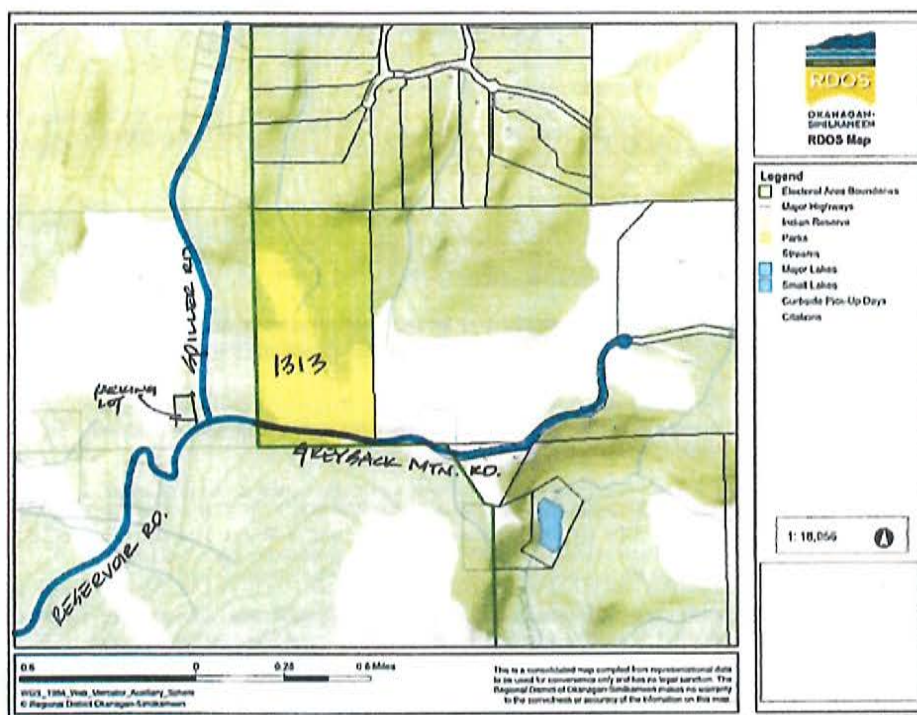 SPILLER RD.
PARKING
LOT
1313
GREYBACK MTN. RD.
RESERVOIR RD.
RDOS
OKANAGAN-
SIMILKAMEEN
RDOS Map
Legend
Electoral Area Boundaries
Major Highways
Indian Reserve
Parks
Streams
Major Lakes
Small Lakes
Curbside Pick-Up Days
Citations
1: 18,056
0.5 0 0.25 0.5 Miles
WGS_1984_Web_Mercator_Auxiliary_Sphere
© Regional District Okanagan-Similkameen
This is a consolidated map compiled from representational data
to be used for convenience only and has no legal sanction. The
Regional District of Okanagan-Similkameen makes no warranty
to the correctness or accuracy of the information on this map.